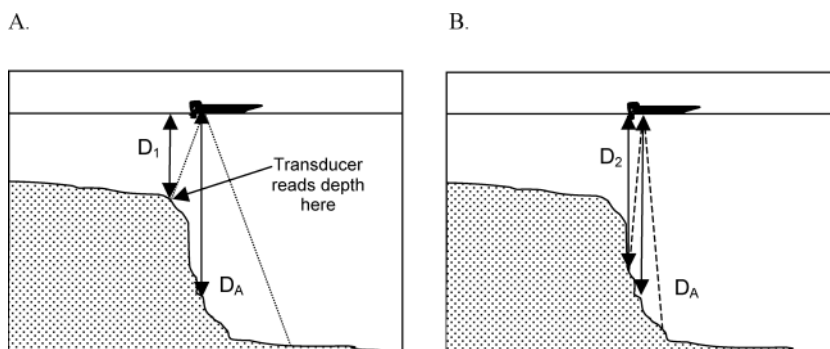 A.
B.
D1
Transducer
reads depth
here
DA
D2
DA